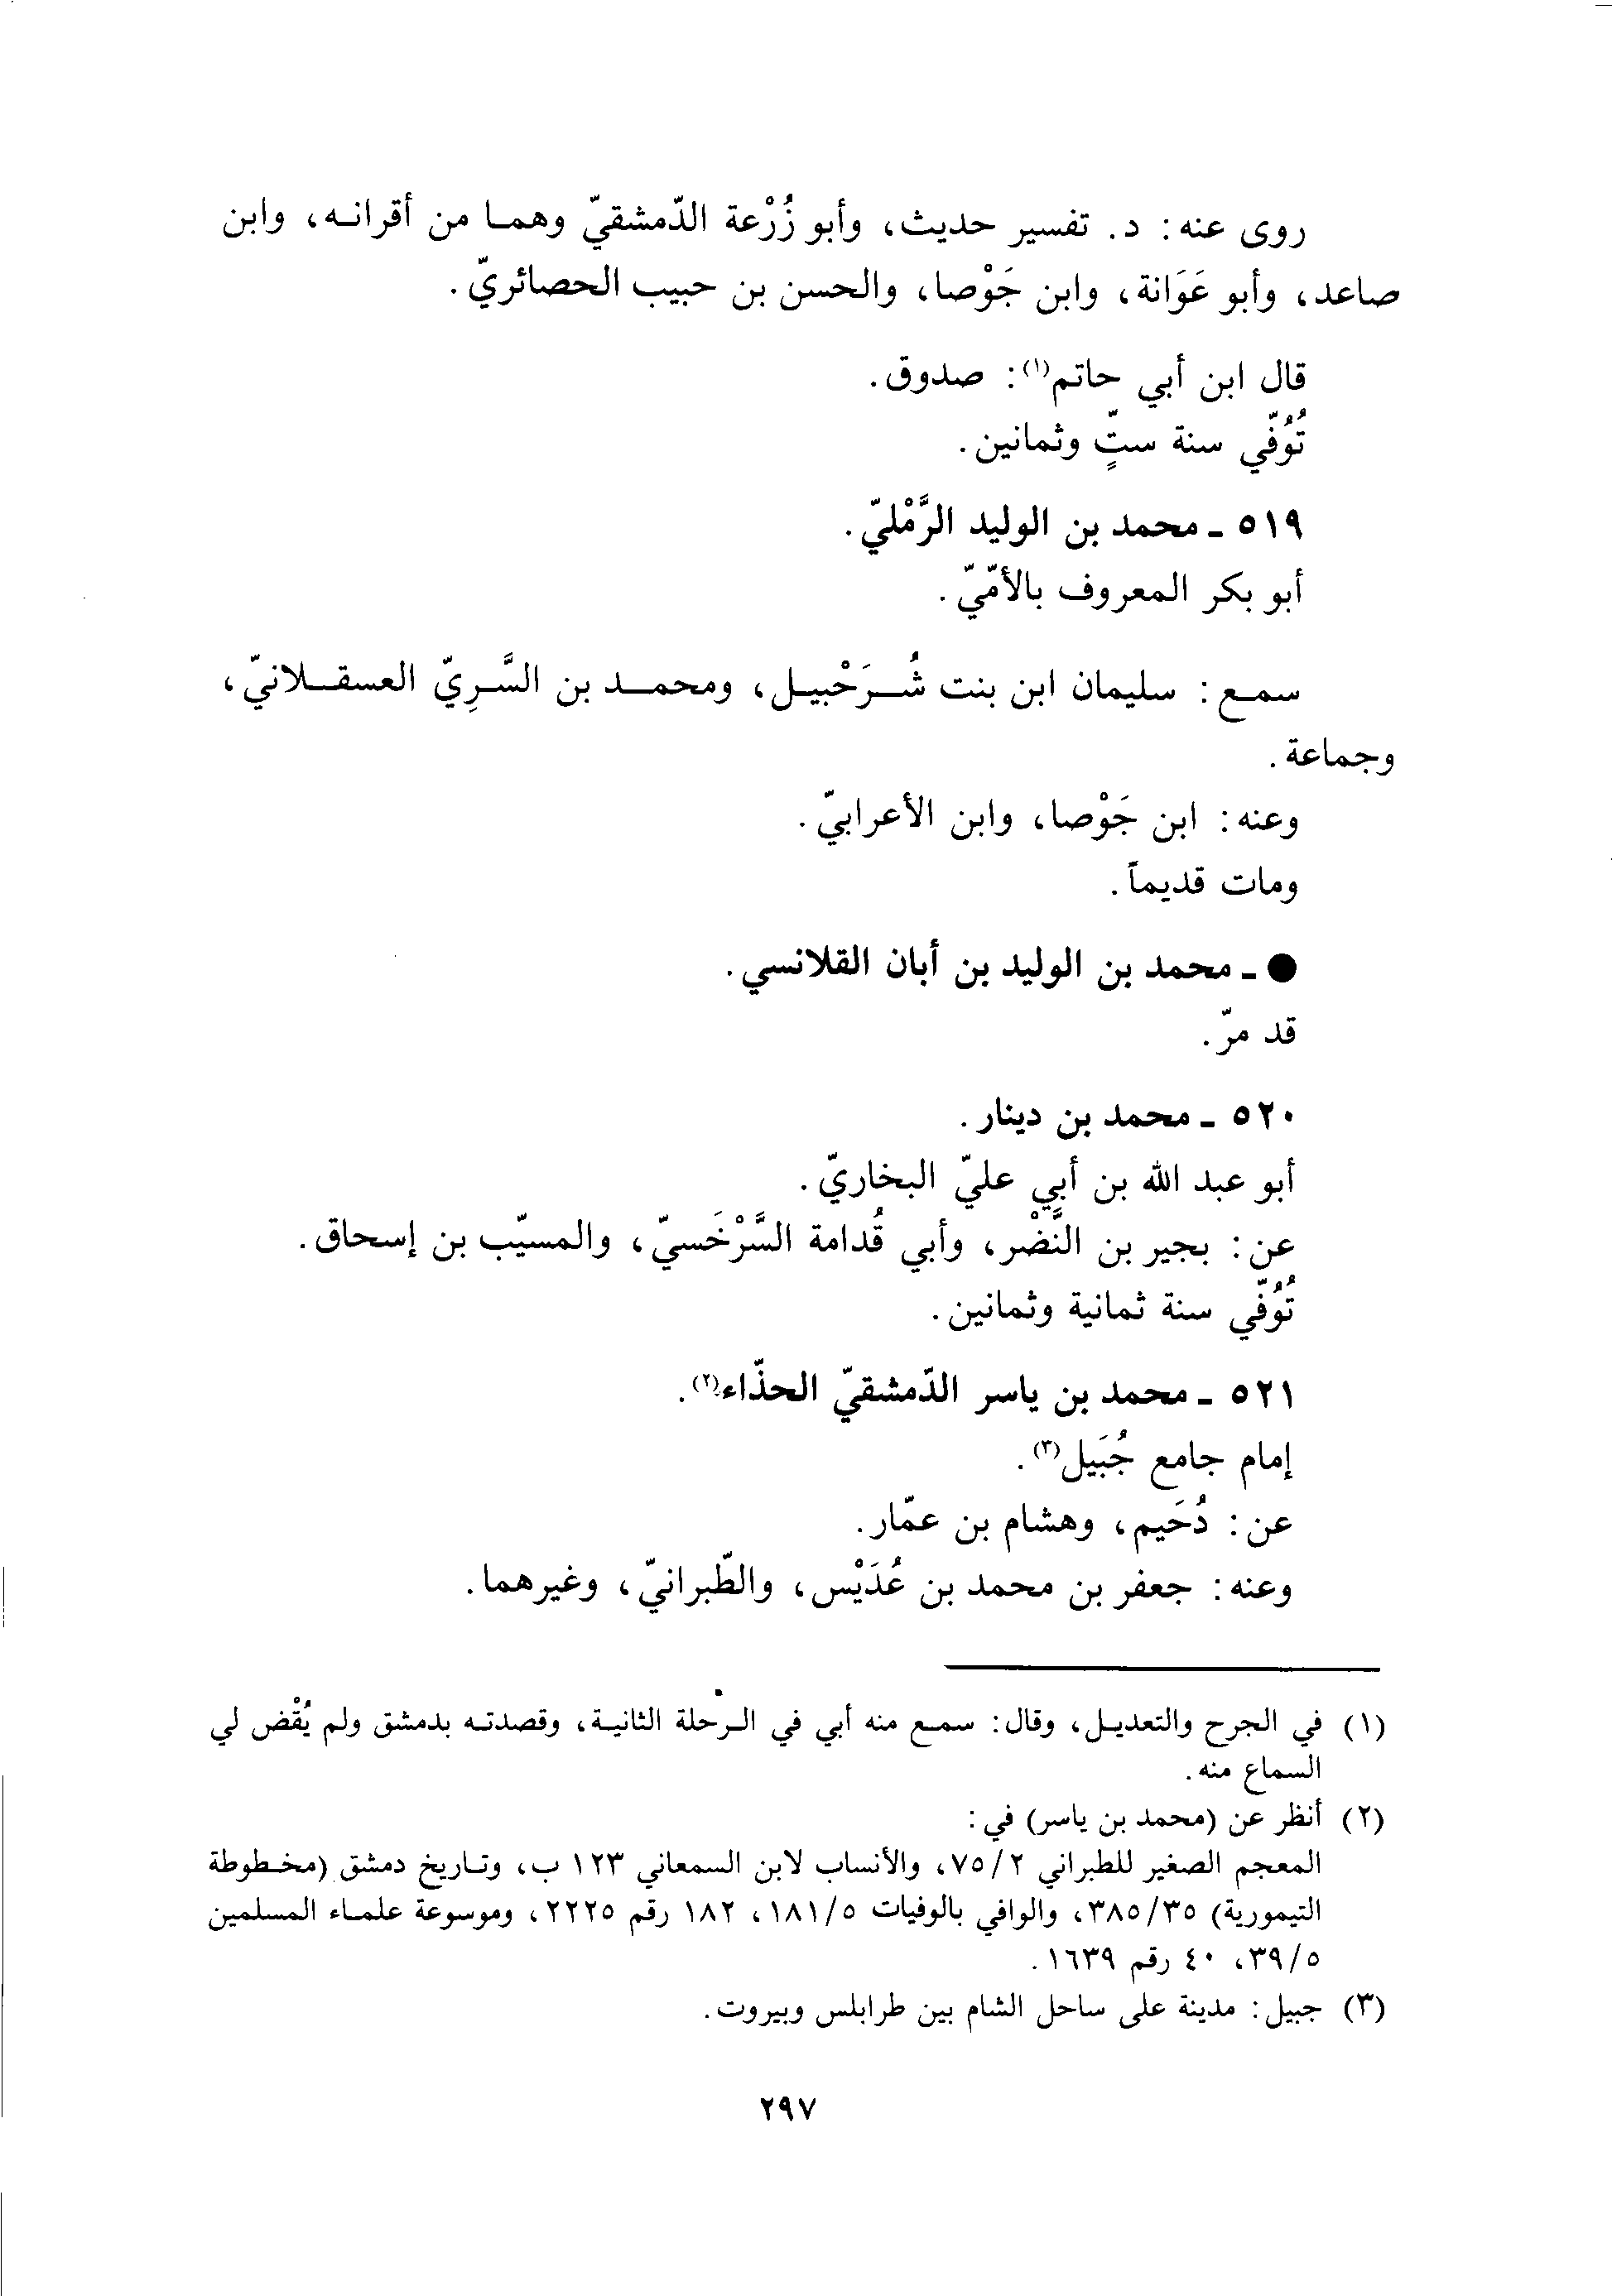 روى عنه: د. تفسير حديث، وأبو زُرْعة الدّمشقيّ وهما من أقرانه، وابن
صاعد، وأبو عَوَانة، وابن جَوْصا، والحسن بن حبيب الحصائريّ.
قال ابن أبي حاتم(١): صدوق.
تُوُفّي سنة ستٍّ وثمانين.
٥١٩ ـ محمد بن الوليد الرَّمْليّ.
أبو بكر المعروف بالأمّيّ.
سمع: سليمان ابن بنت شُرَحْبيل، ومحمد بن السَّرِيّ العسقلانيّ،
وجماعة.
وعنه: ابن جَوْصا، وابن الأعرابيّ.
ومات قديماً.
● ـ محمد بن الوليد بن أبان القلانسي.
قد مرّ.
٥٢٠ ـ محمد بن دينار.
أبو عبد الله بن أبي عليّ البخاريّ.
عن: بجير بن النَّضْر، وأبي قُدامة السَّرْخَسيّ، والمسيّب بن إسحاق.
تُوُفّي سنة ثمانية وثمانين.
٥٢١ ـ محمد بن ياسر الدّمشقيّ الحذّاء(٢).
إمام جامع جُبَيل(٣).
عن: دُحَيم، وهشام بن عمّار.
وعنه: جعفر بن محمد بن عُدَيْس، والطّبرانيّ، وغيرهما.
(١) في الجرح والتعديل، وقال: سمع منه أبي في الرحلة الثانية، وقصدته بدمشق ولم يُقْض لي
السماع منه.
(٢) أنظر عن (محمد بن ياسر) في:
المعجم الصغير للطبراني ٧٥/٢، والأنساب لابن السمعاني ١٢٣ ب، وتاريخ دمشق (مخطوطة
التيمورية) ٣٨٥/٣٥، والوافي بالوفيات ١٨١/٥، ١٨٢ رقم ٢٢٢٥، وموسوعة علماء المسلمين
٣٩/٥، ٤٠ رقم ١٦٣٩.
(٣) جبيل: مدينة على ساحل الشام بين طرابلس وبيروت.
٢٩٧